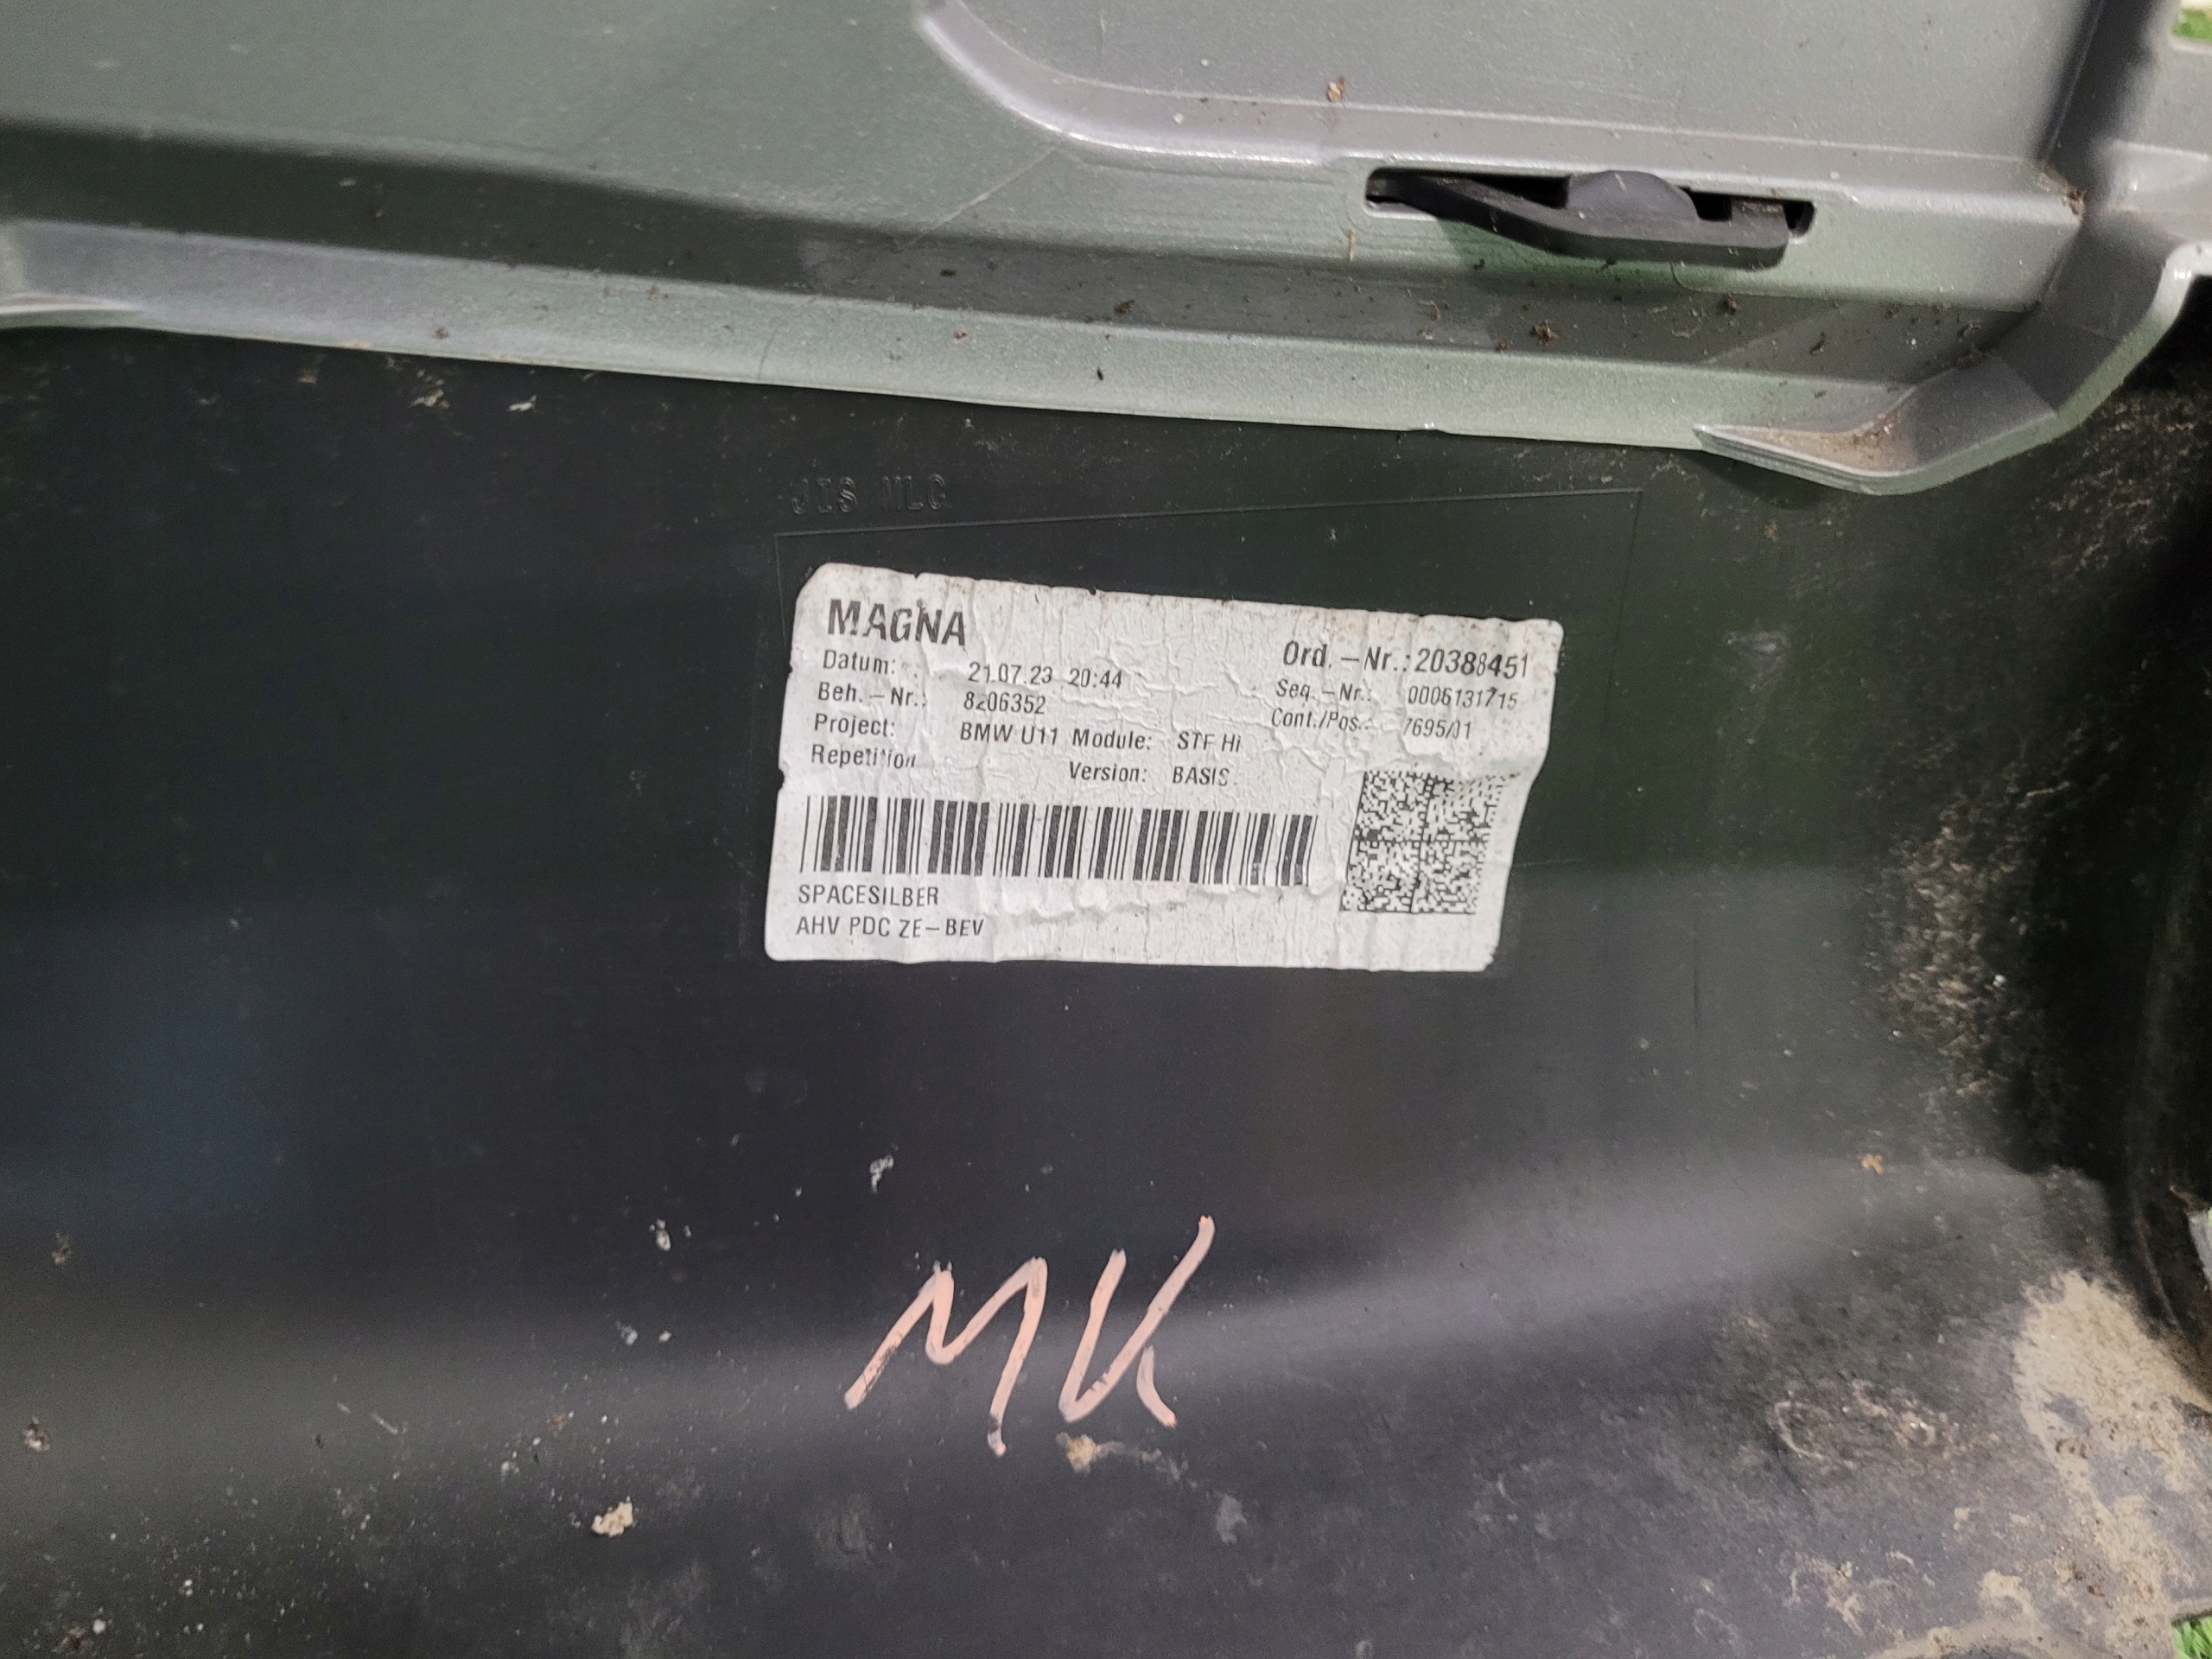 JIS MLC
MAGNA
Datum: 21.07.23 20:44
Ord.-Nr.: 20388451
Beh.-Nr.: 8206352
Seq.-Nr.: 0006131715
Project: BMW U11 Module: STF Hi
Cont./Pos.: 7695/01
Repetition Version: BASIS
SPACESILBER
AHV PDC ZE-BEV
MK